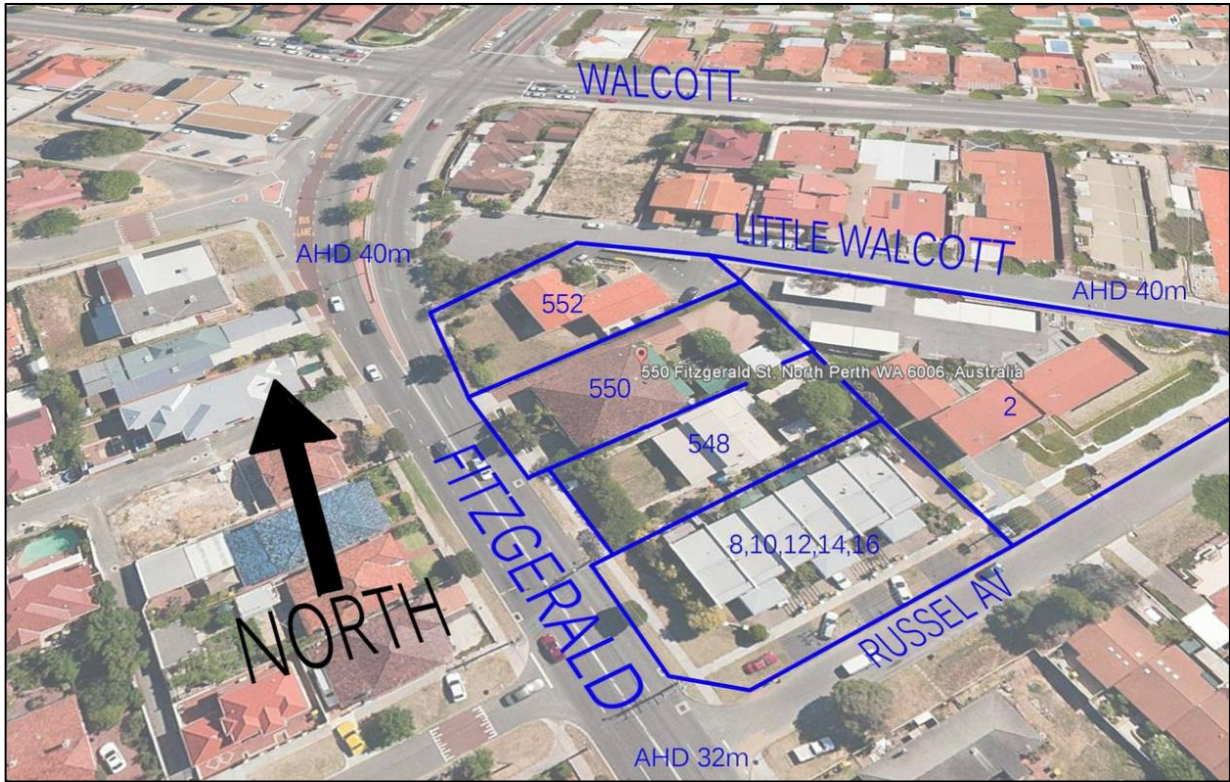 WALCOTT
LITTLE WALCOTT
AHD 40m
AHD 40m
552
550 Fitzgerald St, North Perth WA 6006, Australia
550
2
548
FITZGERALD
8,10,12,14,16
NORTH
RUSSEL AV
AHD 32m